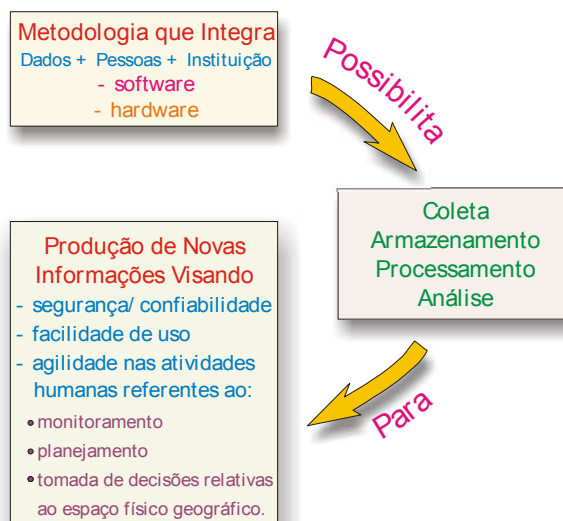 Metodologia que Integra
Dados + Pessoas + Instituição
- software
- hardware
Possibilita
Coleta
Armazenamento
Processamento
Análise
Para
Produção de Novas
Informações Visando
- segurança/ confiabilidade
- facilidade de uso
- agilidade nas atividades
humanas referentes ao:
• monitoramento
• planejamento
• tomada de decisões relativas
ao espaço físico geográfico.